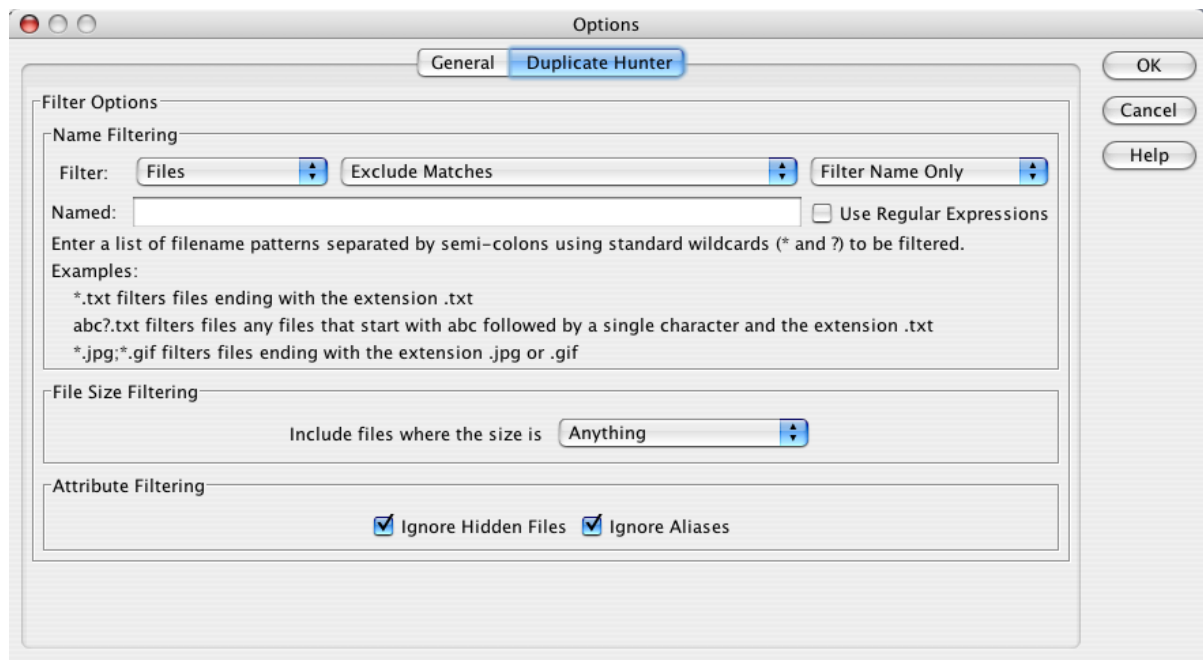 Options
General Duplicate Hunter
OK
Cancel
Help
Filter Options
Name Filtering
Filter: Files Exclude Matches Filter Name Only
Named: Use Regular Expressions
Enter a list of filename patterns separated by semi-colons using standard wildcards (* and ?) to be filtered.
Examples:
*.txt filters files ending with the extension .txt
abc?.txt filters files any files that start with abc followed by a single character and the extension .txt
*.jpg;*.gif filters files ending with the extension .jpg or .gif
File Size Filtering
Include files where the size is Anything
Attribute Filtering
Ignore Hidden Files Ignore Aliases